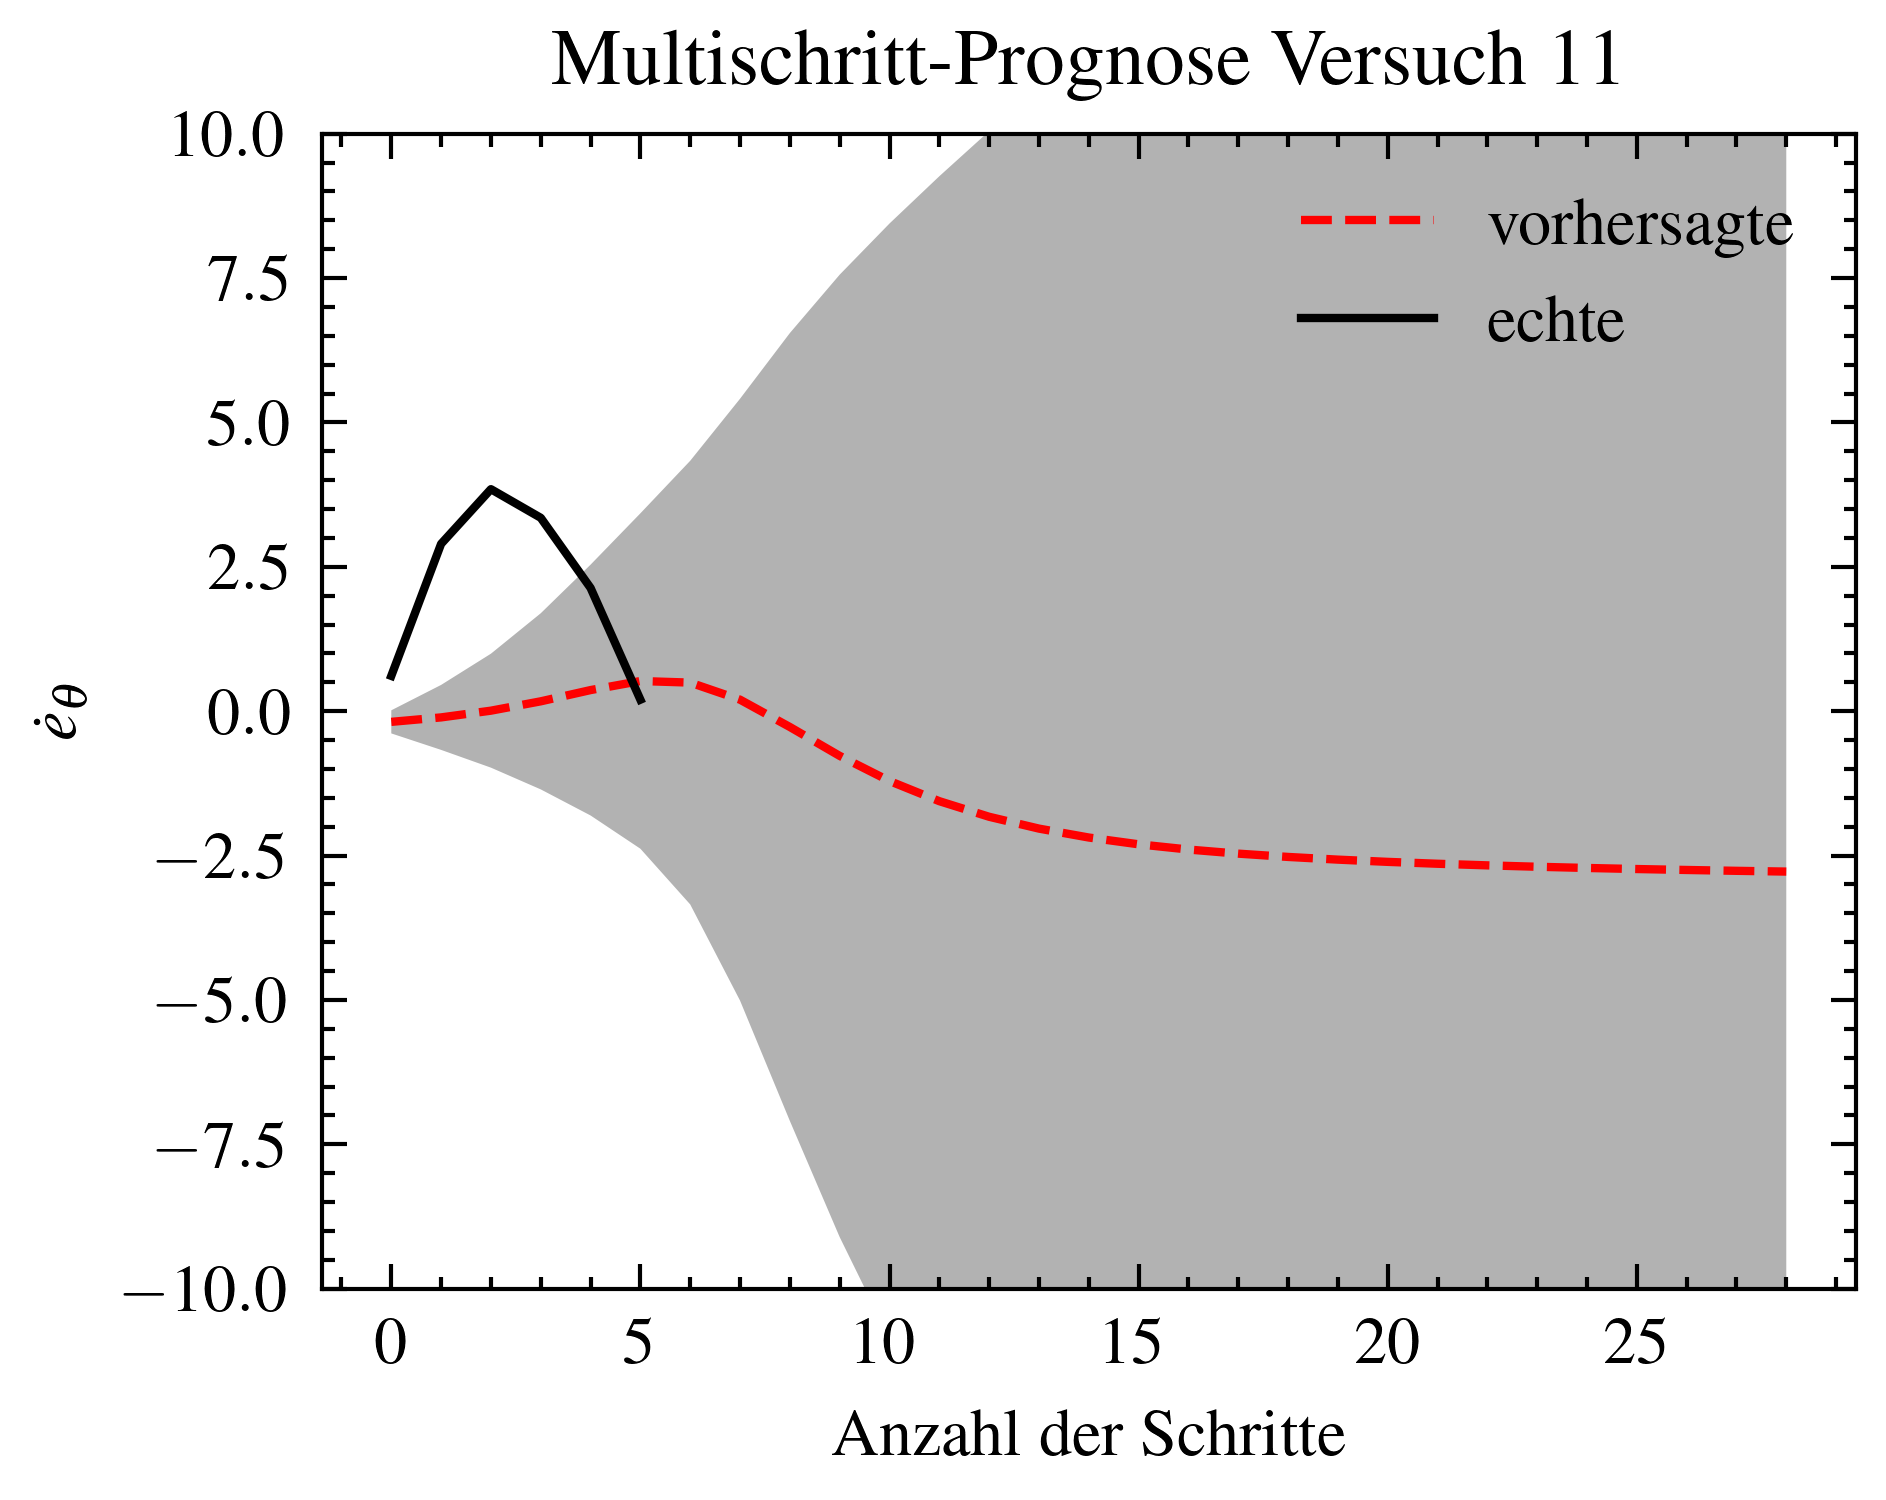 Multischritt-Prognose Versuch 11
10.0
7.5
5.0
2.5
0.0
−2.5
−5.0
−7.5
−10.0
ė_θ
vorhersagte
echte
0 5 10 15 20 25
Anzahl der Schritte